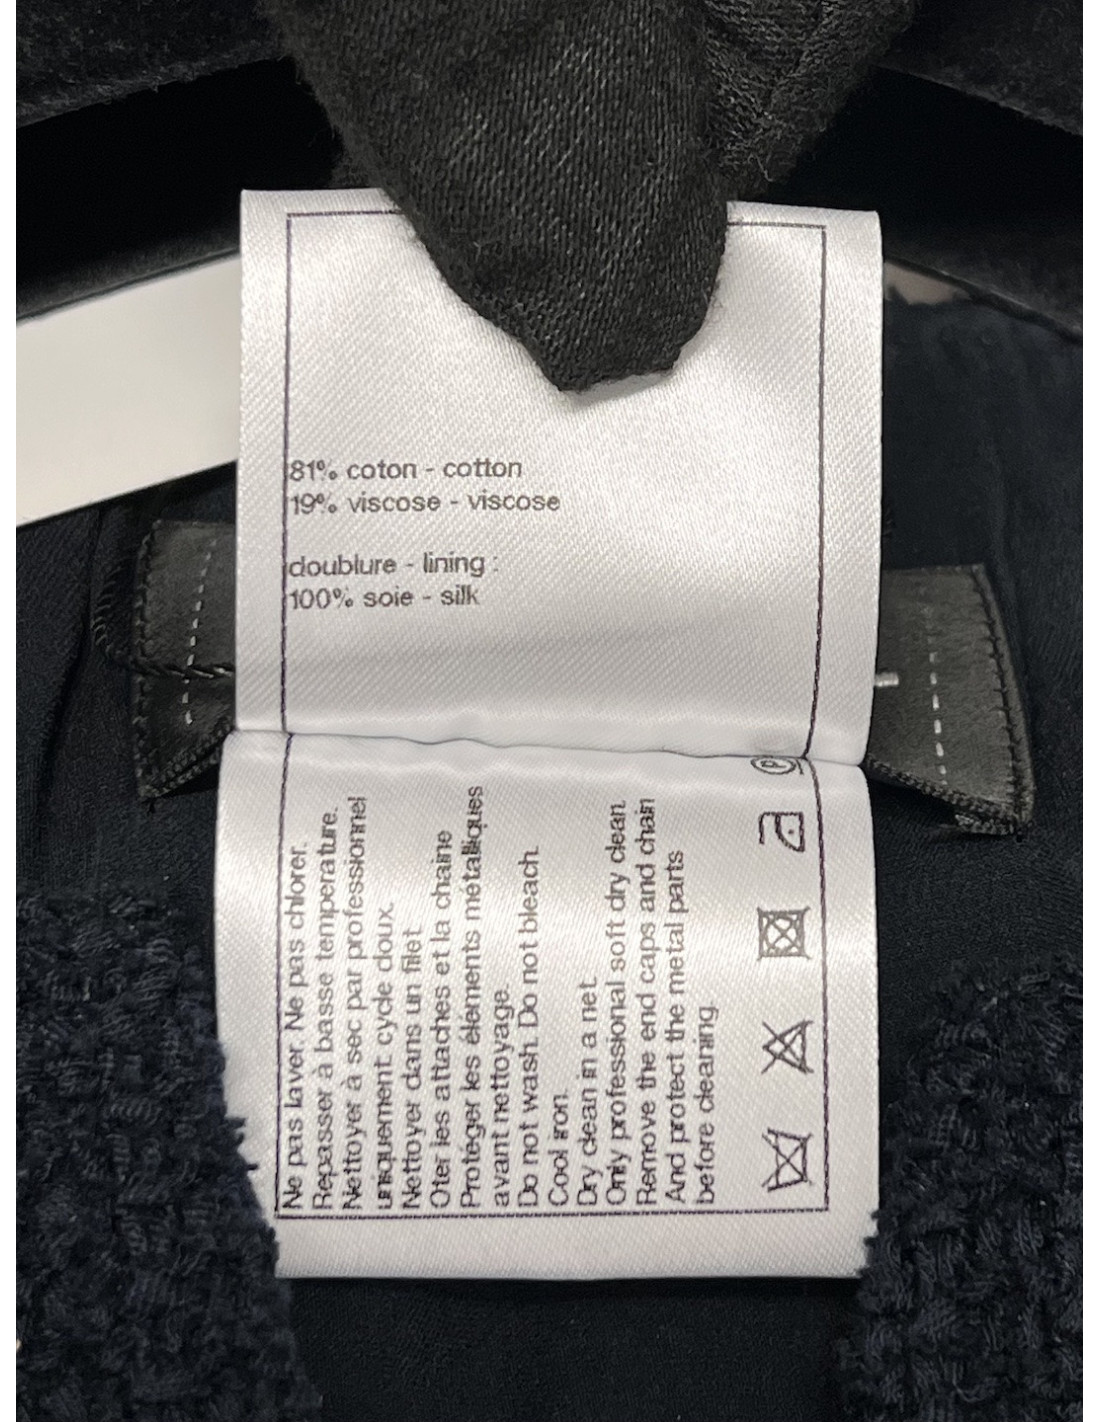 81% coton - cotton
19% viscose - viscose
doublure - lining :
100% soie - silk
Ne pas laver. Ne pas chlorer.
Repasser à basse temperature.
Nettoyer à sec par professionnel
uniquement cycle doux.
Nettoyer dans un filet.
Oter les attaches et la chaine
Protéger les éléments métalliques
avant nettoyage.
Do not wash. Do not bleach.
Cool iron.
Dry clean in a net.
Only professional soft dry clean.
Remove the end caps and chain
And protect the metal parts
before cleaning.
P